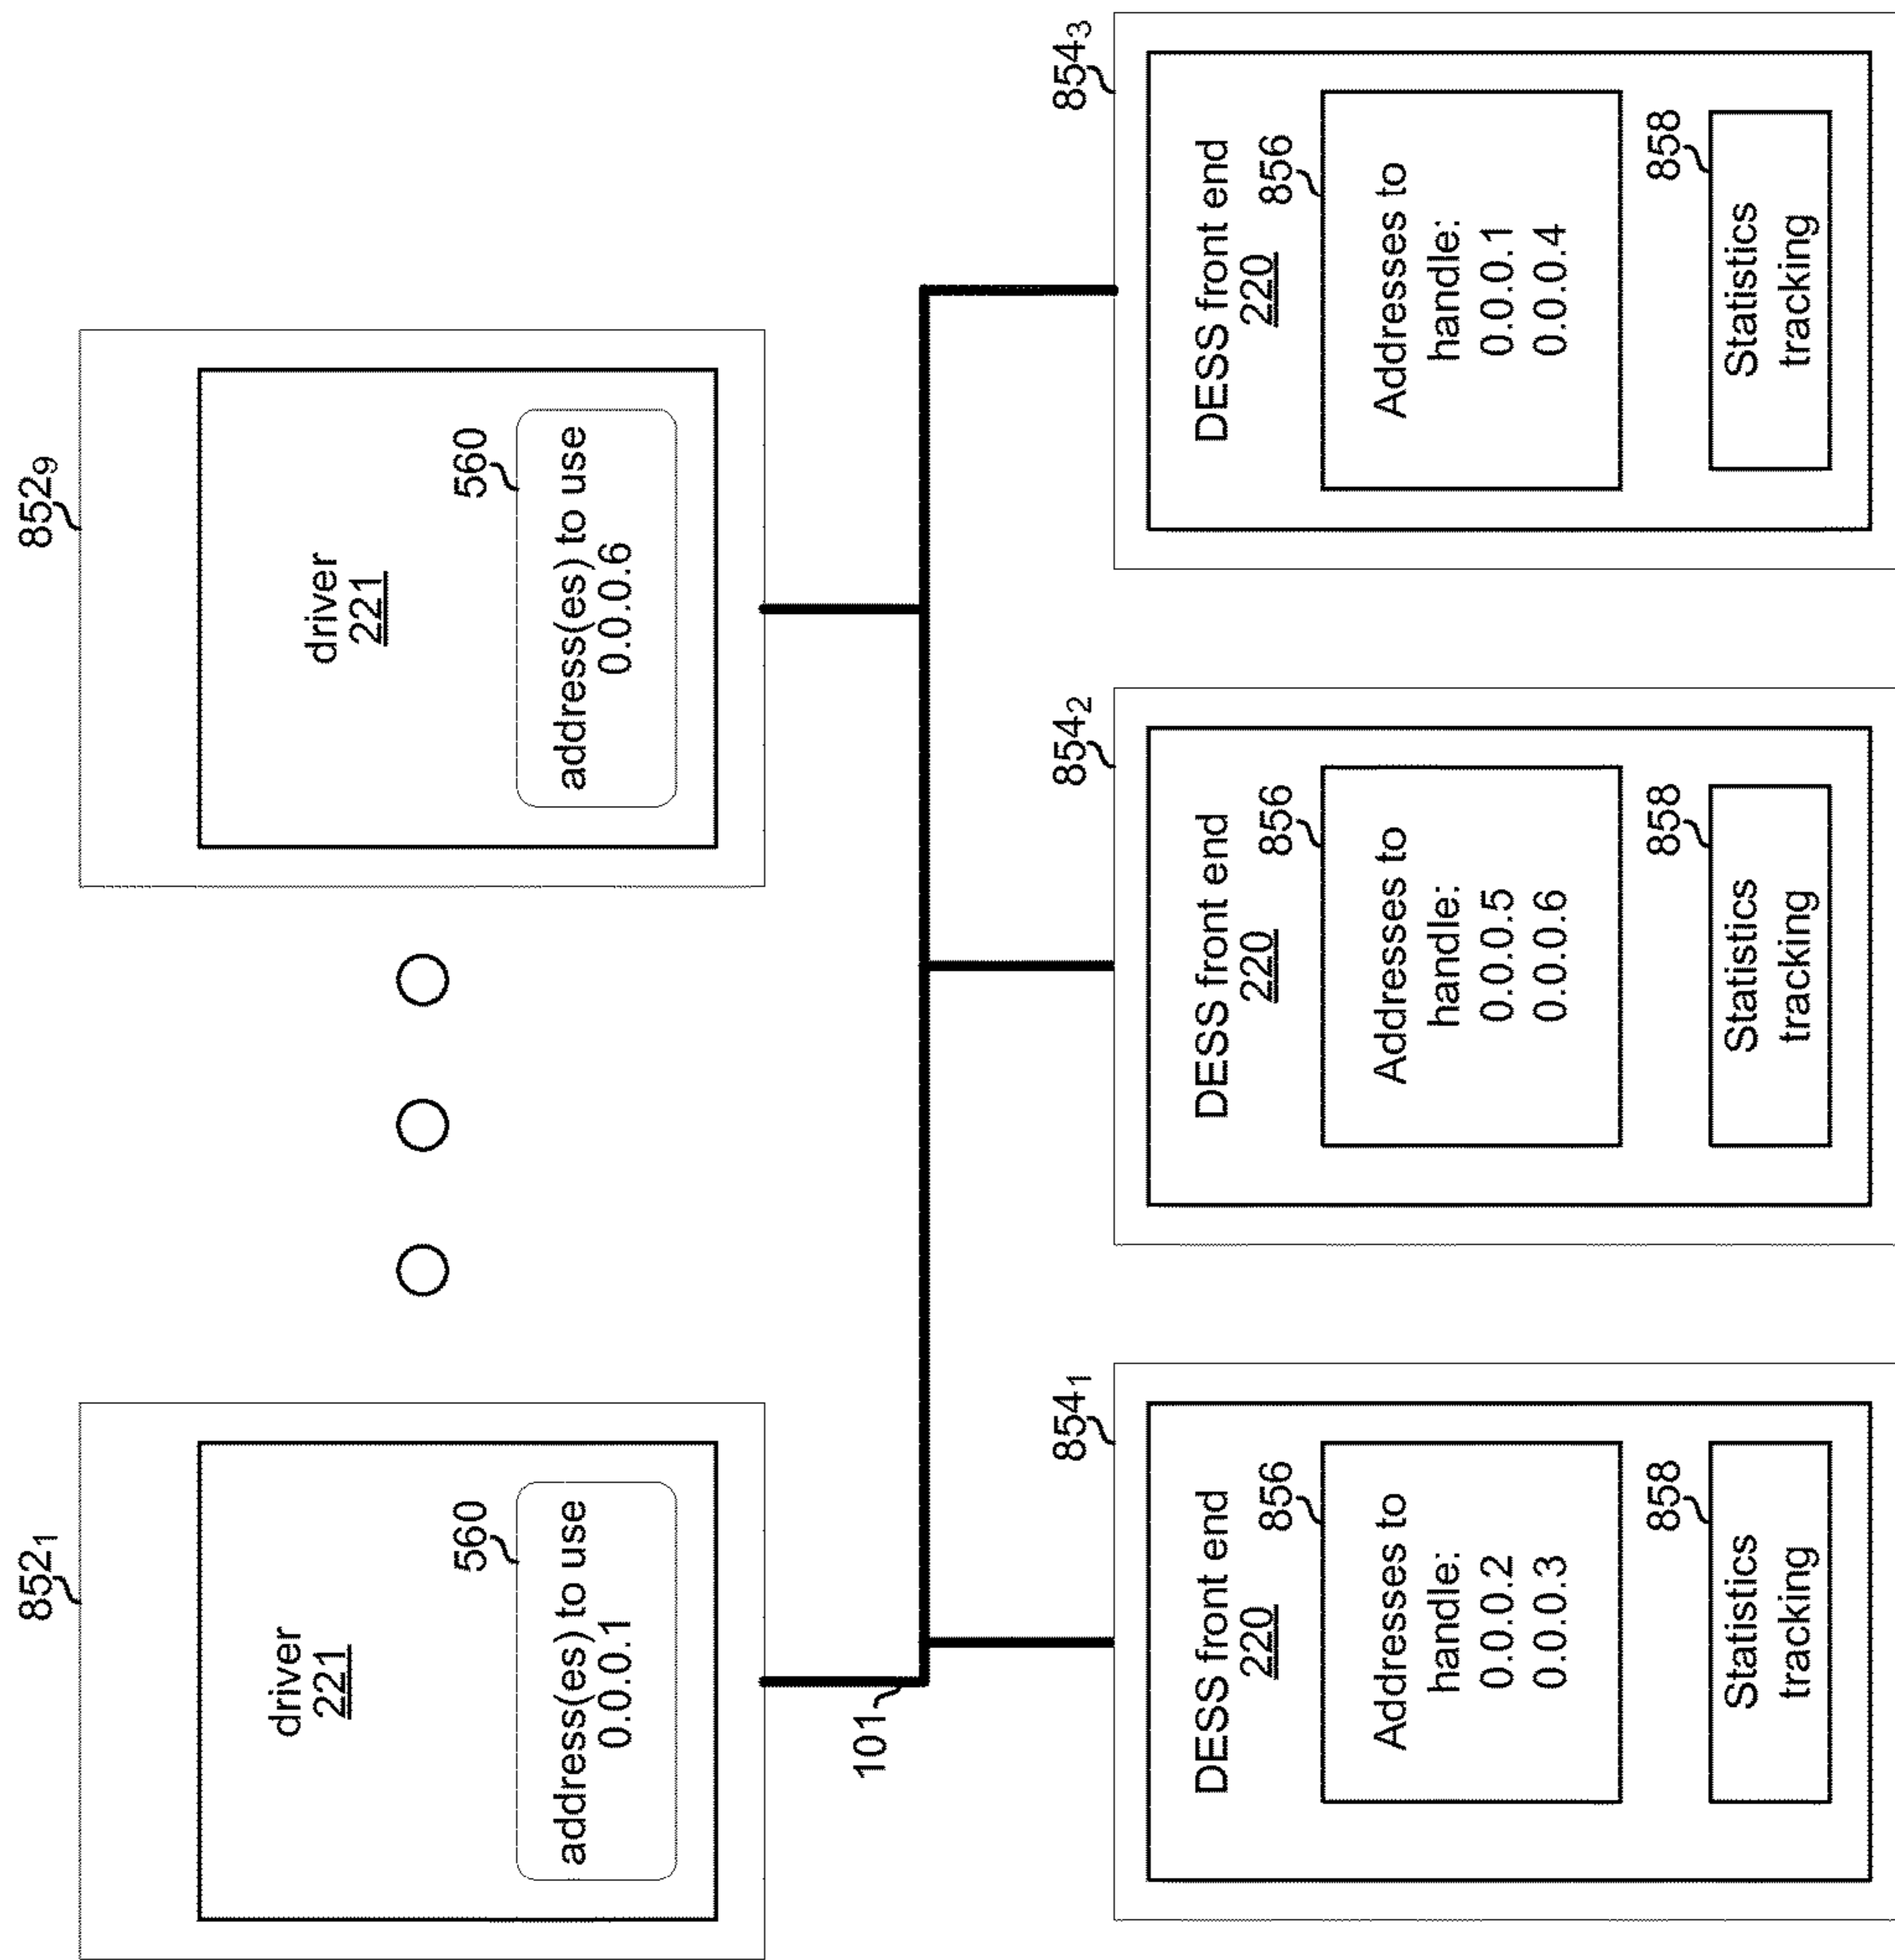 852₁
driver
221
560
address(es) to use
0.0.0.1
852₉
driver
221
560
address(es) to use
0.0.0.6
101
854₁
DESS front end
220
856
Addresses to
handle:
0.0.0.2
0.0.0.3
858
Statistics
tracking
854₂
DESS front end
220
856
Addresses to
handle:
0.0.0.5
0.0.0.6
858
Statistics
tracking
854₃
DESS front end
220
856
Addresses to
handle:
0.0.0.1
0.0.0.4
858
Statistics
tracking